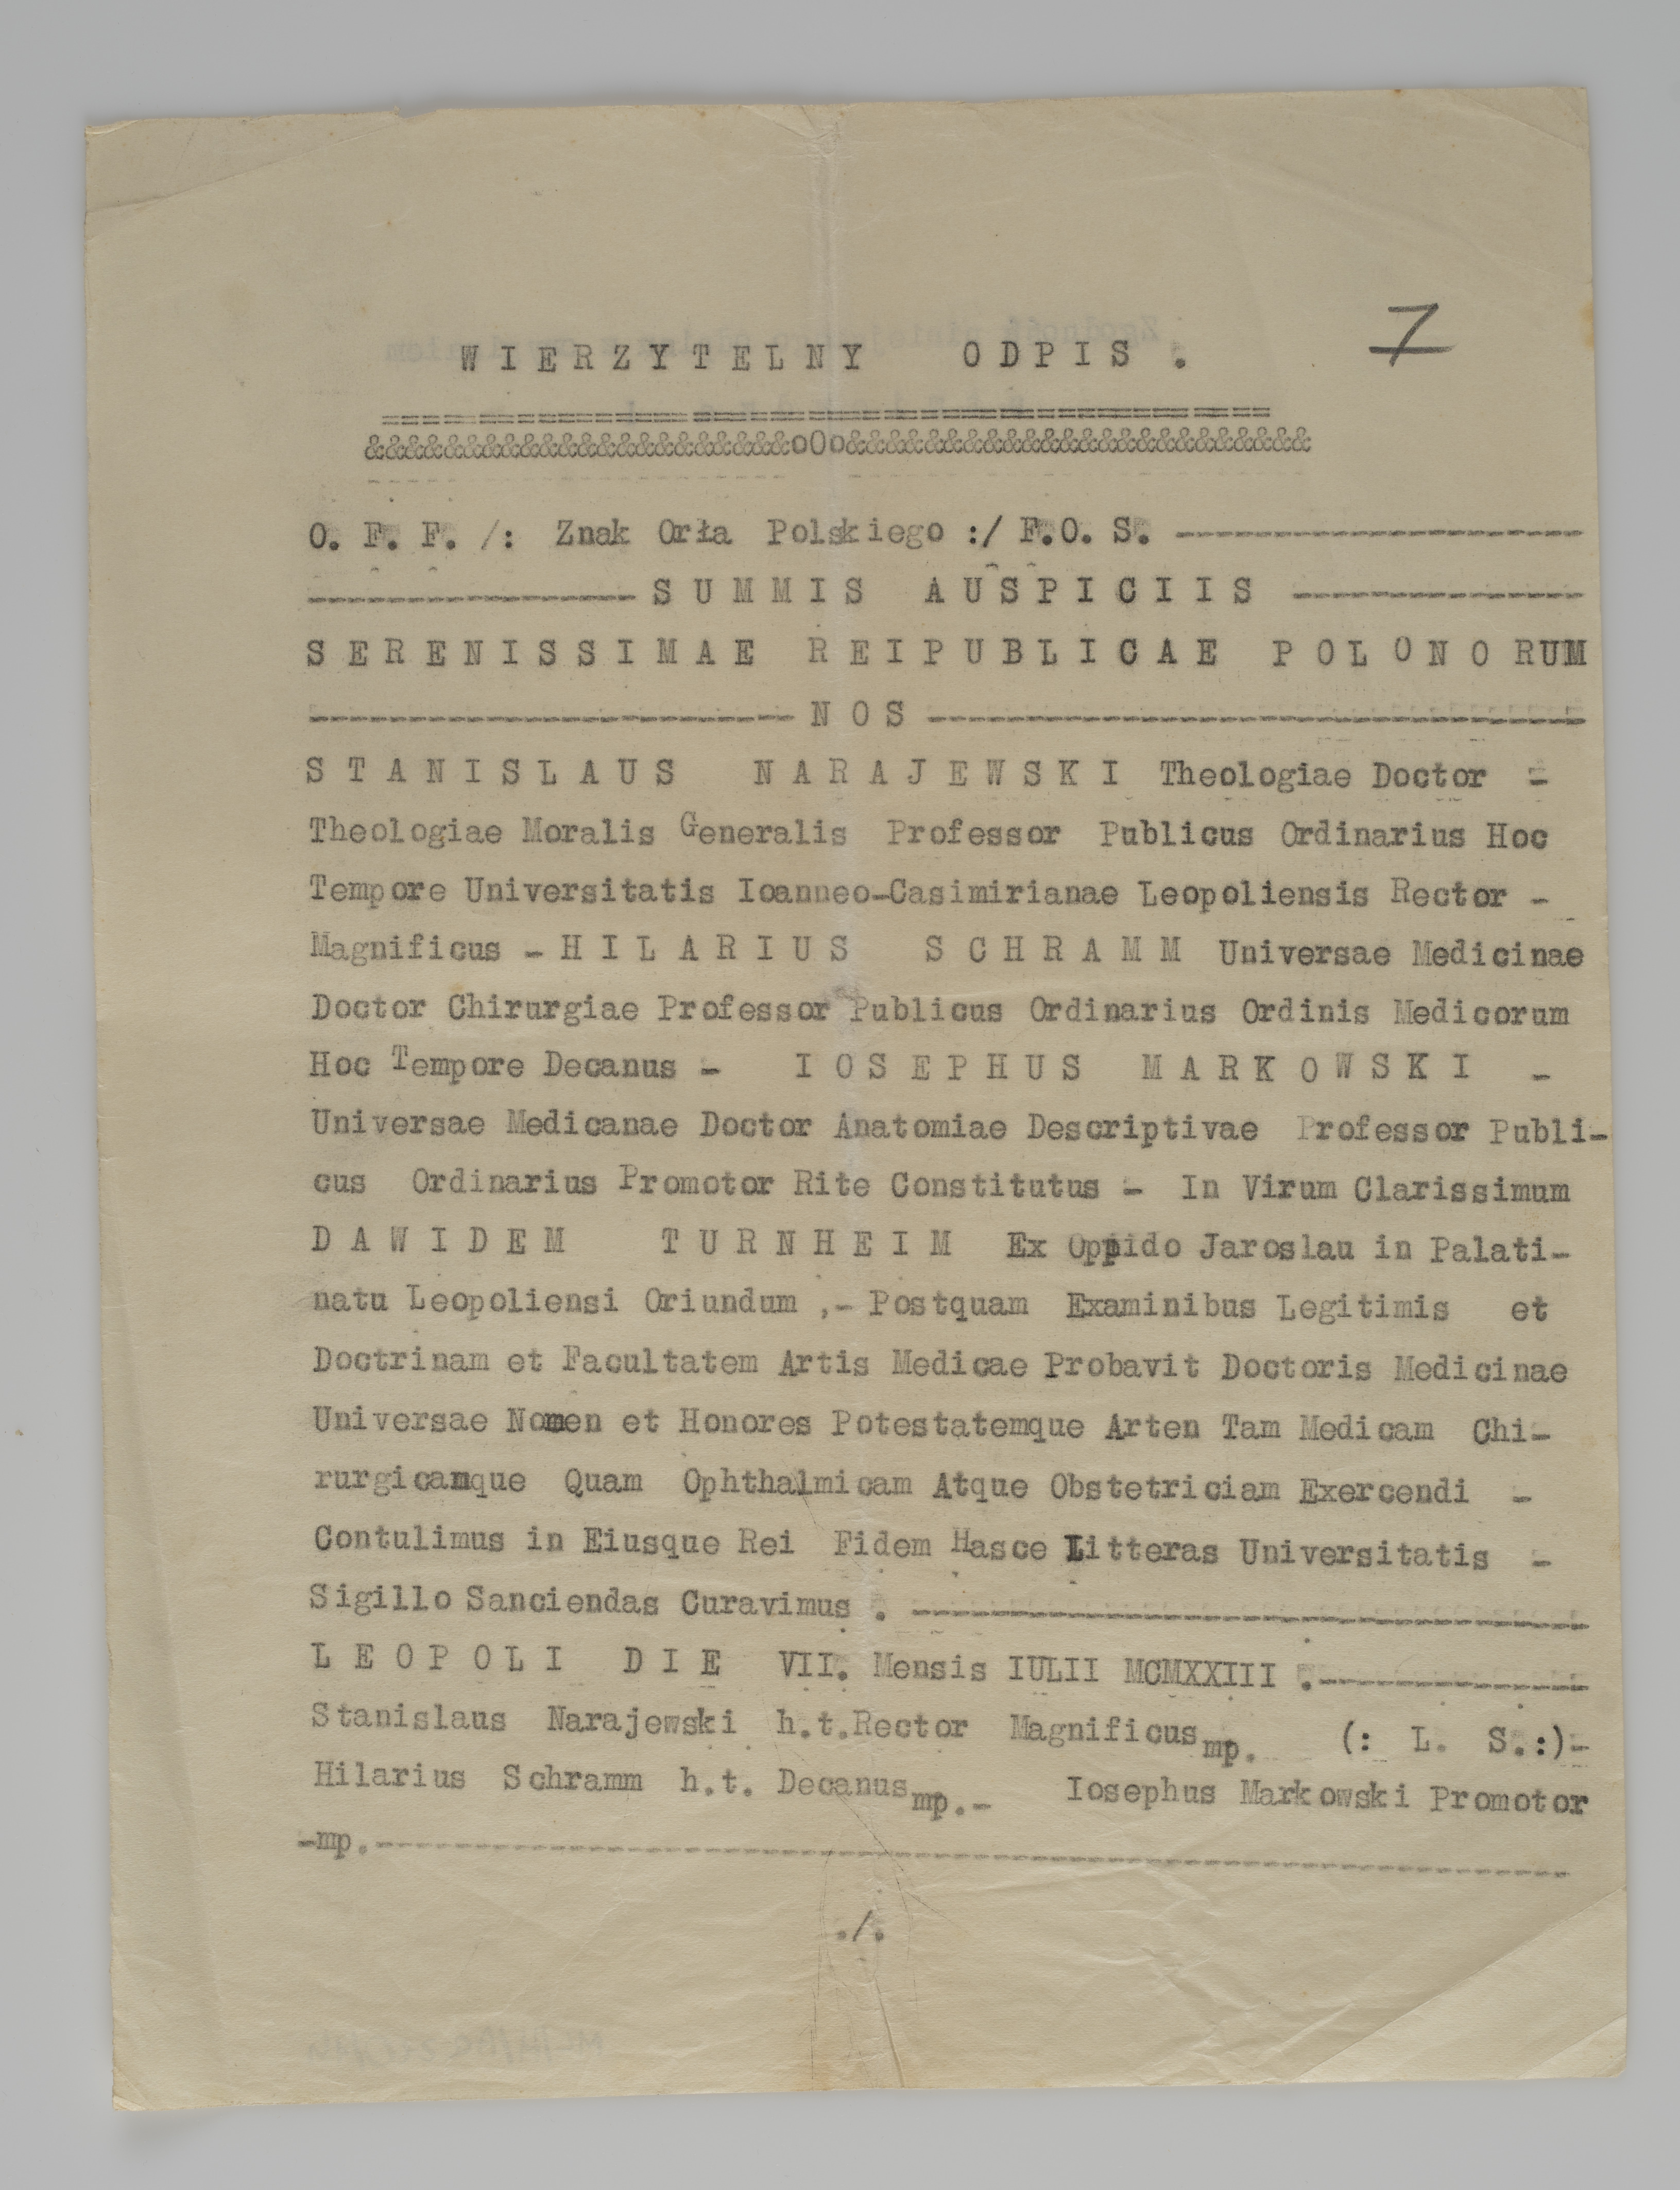 WIERZYTELNY ODPIS .
7
===============================================
&&&&&&&&&&&&&&&&&&&&&&&oOo&&&&&&&&&&&&&&&&&&&&&&&&&
O. F. F. /: Znak Orła Polskiego :/ F.O. S. ----------------------
------------------ SUMMIS AUSPICIIS ----------------
SERENISSIMAE REIPUBLICAE POLONORUM
-------------------------- NOS -----------------------------------
STANISLAUS NARAJEWSKI Theologiae Doctor -
Theologiae Moralis Generalis Professor Publicus Ordinarius Hoc
Tempore Universitatis Ioanneo-Casimirianae Leopoliensis Rector -
Magnificus - HILARIUS SCHRAMM Universae Medicinae
Doctor Chirurgiae Professor Publicus Ordinarius Ordinis Medicorum
Hoc Tempore Decanus - IOSEPHUS MARKOWSKI -
Universae Medicanae Doctor Anatomiae Descriptivae Professor Publi-
cus Ordinarius Promotor Rite Constitutus - In Virum Clarissimum
DAWIDEM TURNHEIM Ex Oppido Jaroslau in Palati-
natu Leopoliensi Oriundum ,- Postquam Examinibus Legitimis et
Doctrinam et Facultatem Artis Medicae Probavit Doctoris Medicinae
Universae Nomen et Honores Potestatemque Arten Tam Medicam Chi-
rurgicamque Quam Ophthalmicam Atque Obstetriciam Exercendi -
Contulimus in Eiusque Rei Fidem Hasce Litteras Universitatis -
Sigillo Sanciendas Curavimus . ------------------------------------
LEOPOLI DIE VII. Mensis IULII MCMXXIII .---------------
Stanislaus Narajewski h.t.Rector Magnificus mp. (: L. S.:)-
Hilarius Schramm h.t. Decanus mp.- Iosephus Markowski Promotor
-mp.----------------------------------------------------------------
./.